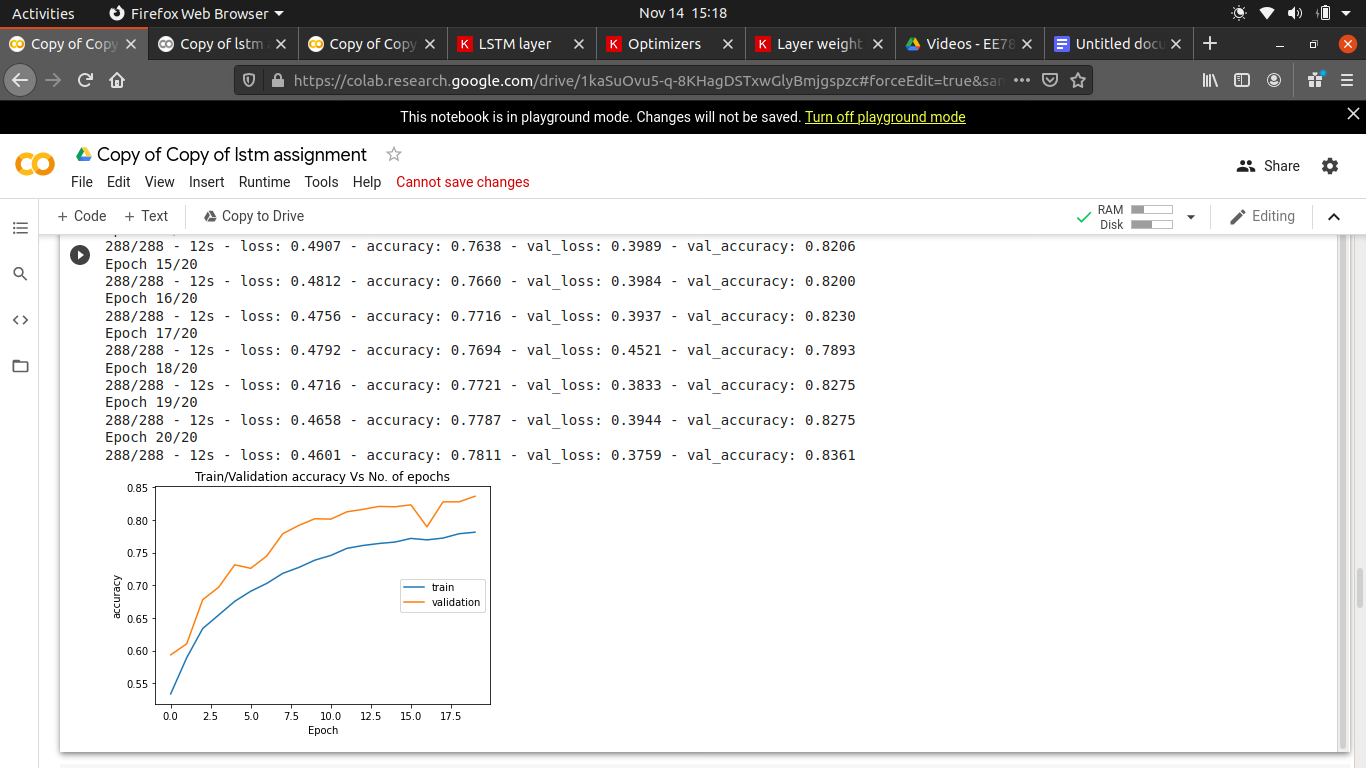 Activities Firefox Web Browser Nov 14 15:18
Copy of Copy Copy of lstm Copy of Copy LSTM layer Optimizers Layer weight Videos - EE78 Untitled docu
https://colab.research.google.com/drive/1kaSuOvu5-q-8KHagDSTxwGlyBmjgspzc#forceEdit=true&san
This notebook is in playground mode. Changes will not be saved. Turn off playground mode
Copy of Copy of lstm assignment
Share
File Edit View Insert Runtime Tools Help Cannot save changes
+ Code + Text Copy to Drive
RAM
Disk
Editing
288/288 - 12s - loss: 0.4907 - accuracy: 0.7638 - val_loss: 0.3989 - val_accuracy: 0.8206
Epoch 15/20
288/288 - 12s - loss: 0.4812 - accuracy: 0.7660 - val_loss: 0.3984 - val_accuracy: 0.8200
Epoch 16/20
288/288 - 12s - loss: 0.4756 - accuracy: 0.7716 - val_loss: 0.3937 - val_accuracy: 0.8230
Epoch 17/20
288/288 - 12s - loss: 0.4792 - accuracy: 0.7694 - val_loss: 0.4521 - val_accuracy: 0.7893
Epoch 18/20
288/288 - 12s - loss: 0.4716 - accuracy: 0.7721 - val_loss: 0.3833 - val_accuracy: 0.8275
Epoch 19/20
288/288 - 12s - loss: 0.4658 - accuracy: 0.7787 - val_loss: 0.3944 - val_accuracy: 0.8275
Epoch 20/20
288/288 - 12s - loss: 0.4601 - accuracy: 0.7811 - val_loss: 0.3759 - val_accuracy: 0.8361
Train/Validation accuracy Vs No. of epochs
0.85
0.80
0.75
0.70
0.65
0.60
0.55
accuracy
train
validation
0.0 2.5 5.0 7.5 10.0 12.5 15.0 17.5
Epoch